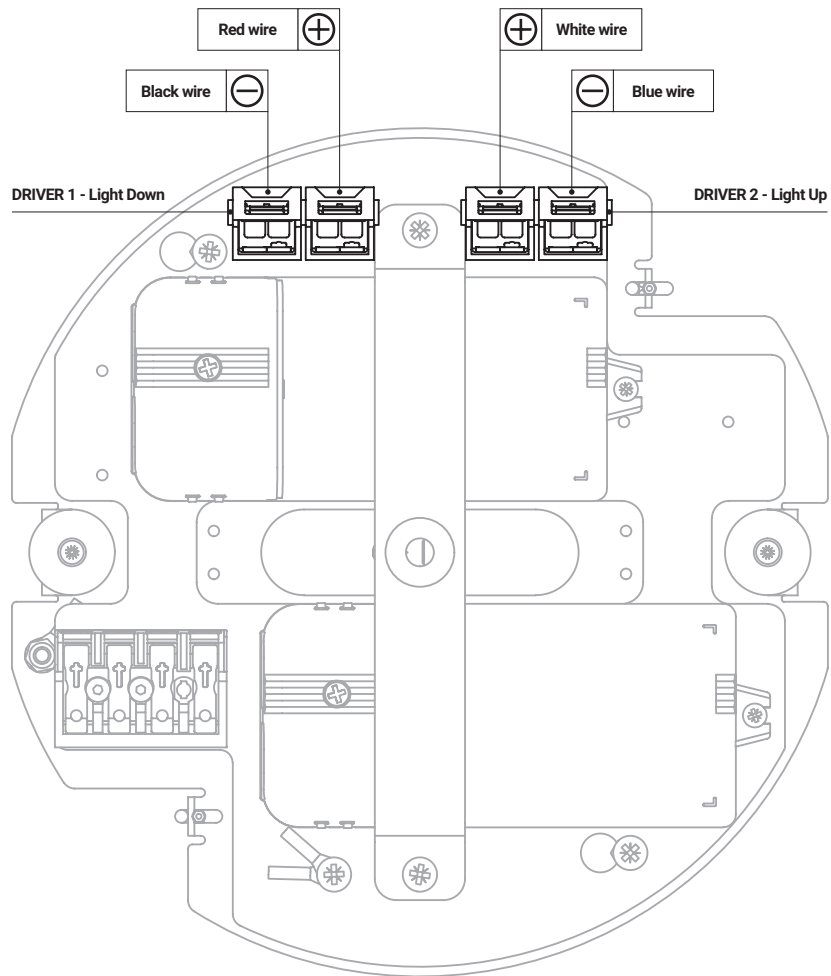 Red wire
White wire
Black wire
Blue wire
DRIVER 1 - Light Down
DRIVER 2 - Light Up